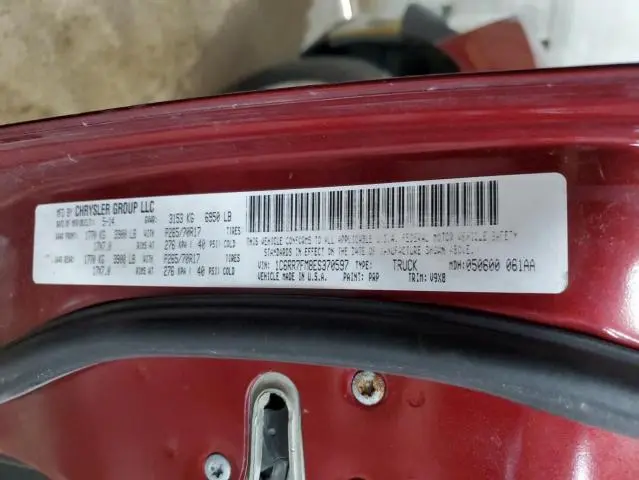 MFG BY CHRYSLER GROUP LLC
DATE OF MFR 5-14 GVWR: 3153 KG 6950 LB
GAWR FRONT: 1770 KG 3900 LB WITH P265/70R17 TIRES
17X7.0 RIMS AT 276 KPA ( 40 PSI) COLD
GAWR REAR: 1770 KG 3900 LB WITH P265/70R17 TIRES
17X7.0 RIMS AT 276 KPA ( 40 PSI) COLD
THIS VEHICLE CONFORMS TO ALL APPLICABLE U.S.A. FEDERAL MOTOR VEHICLE SAFETY
STANDARDS IN EFFECT ON THE DATE OF MANUFACTURE SHOWN ABOVE.
VIN: 1C6RR7FM8ES370597 TYPE: TRUCK MDH: 050600 061AA
VEHICLE MADE IN U.S.A. PAINT: PRP TRIM: V9X8